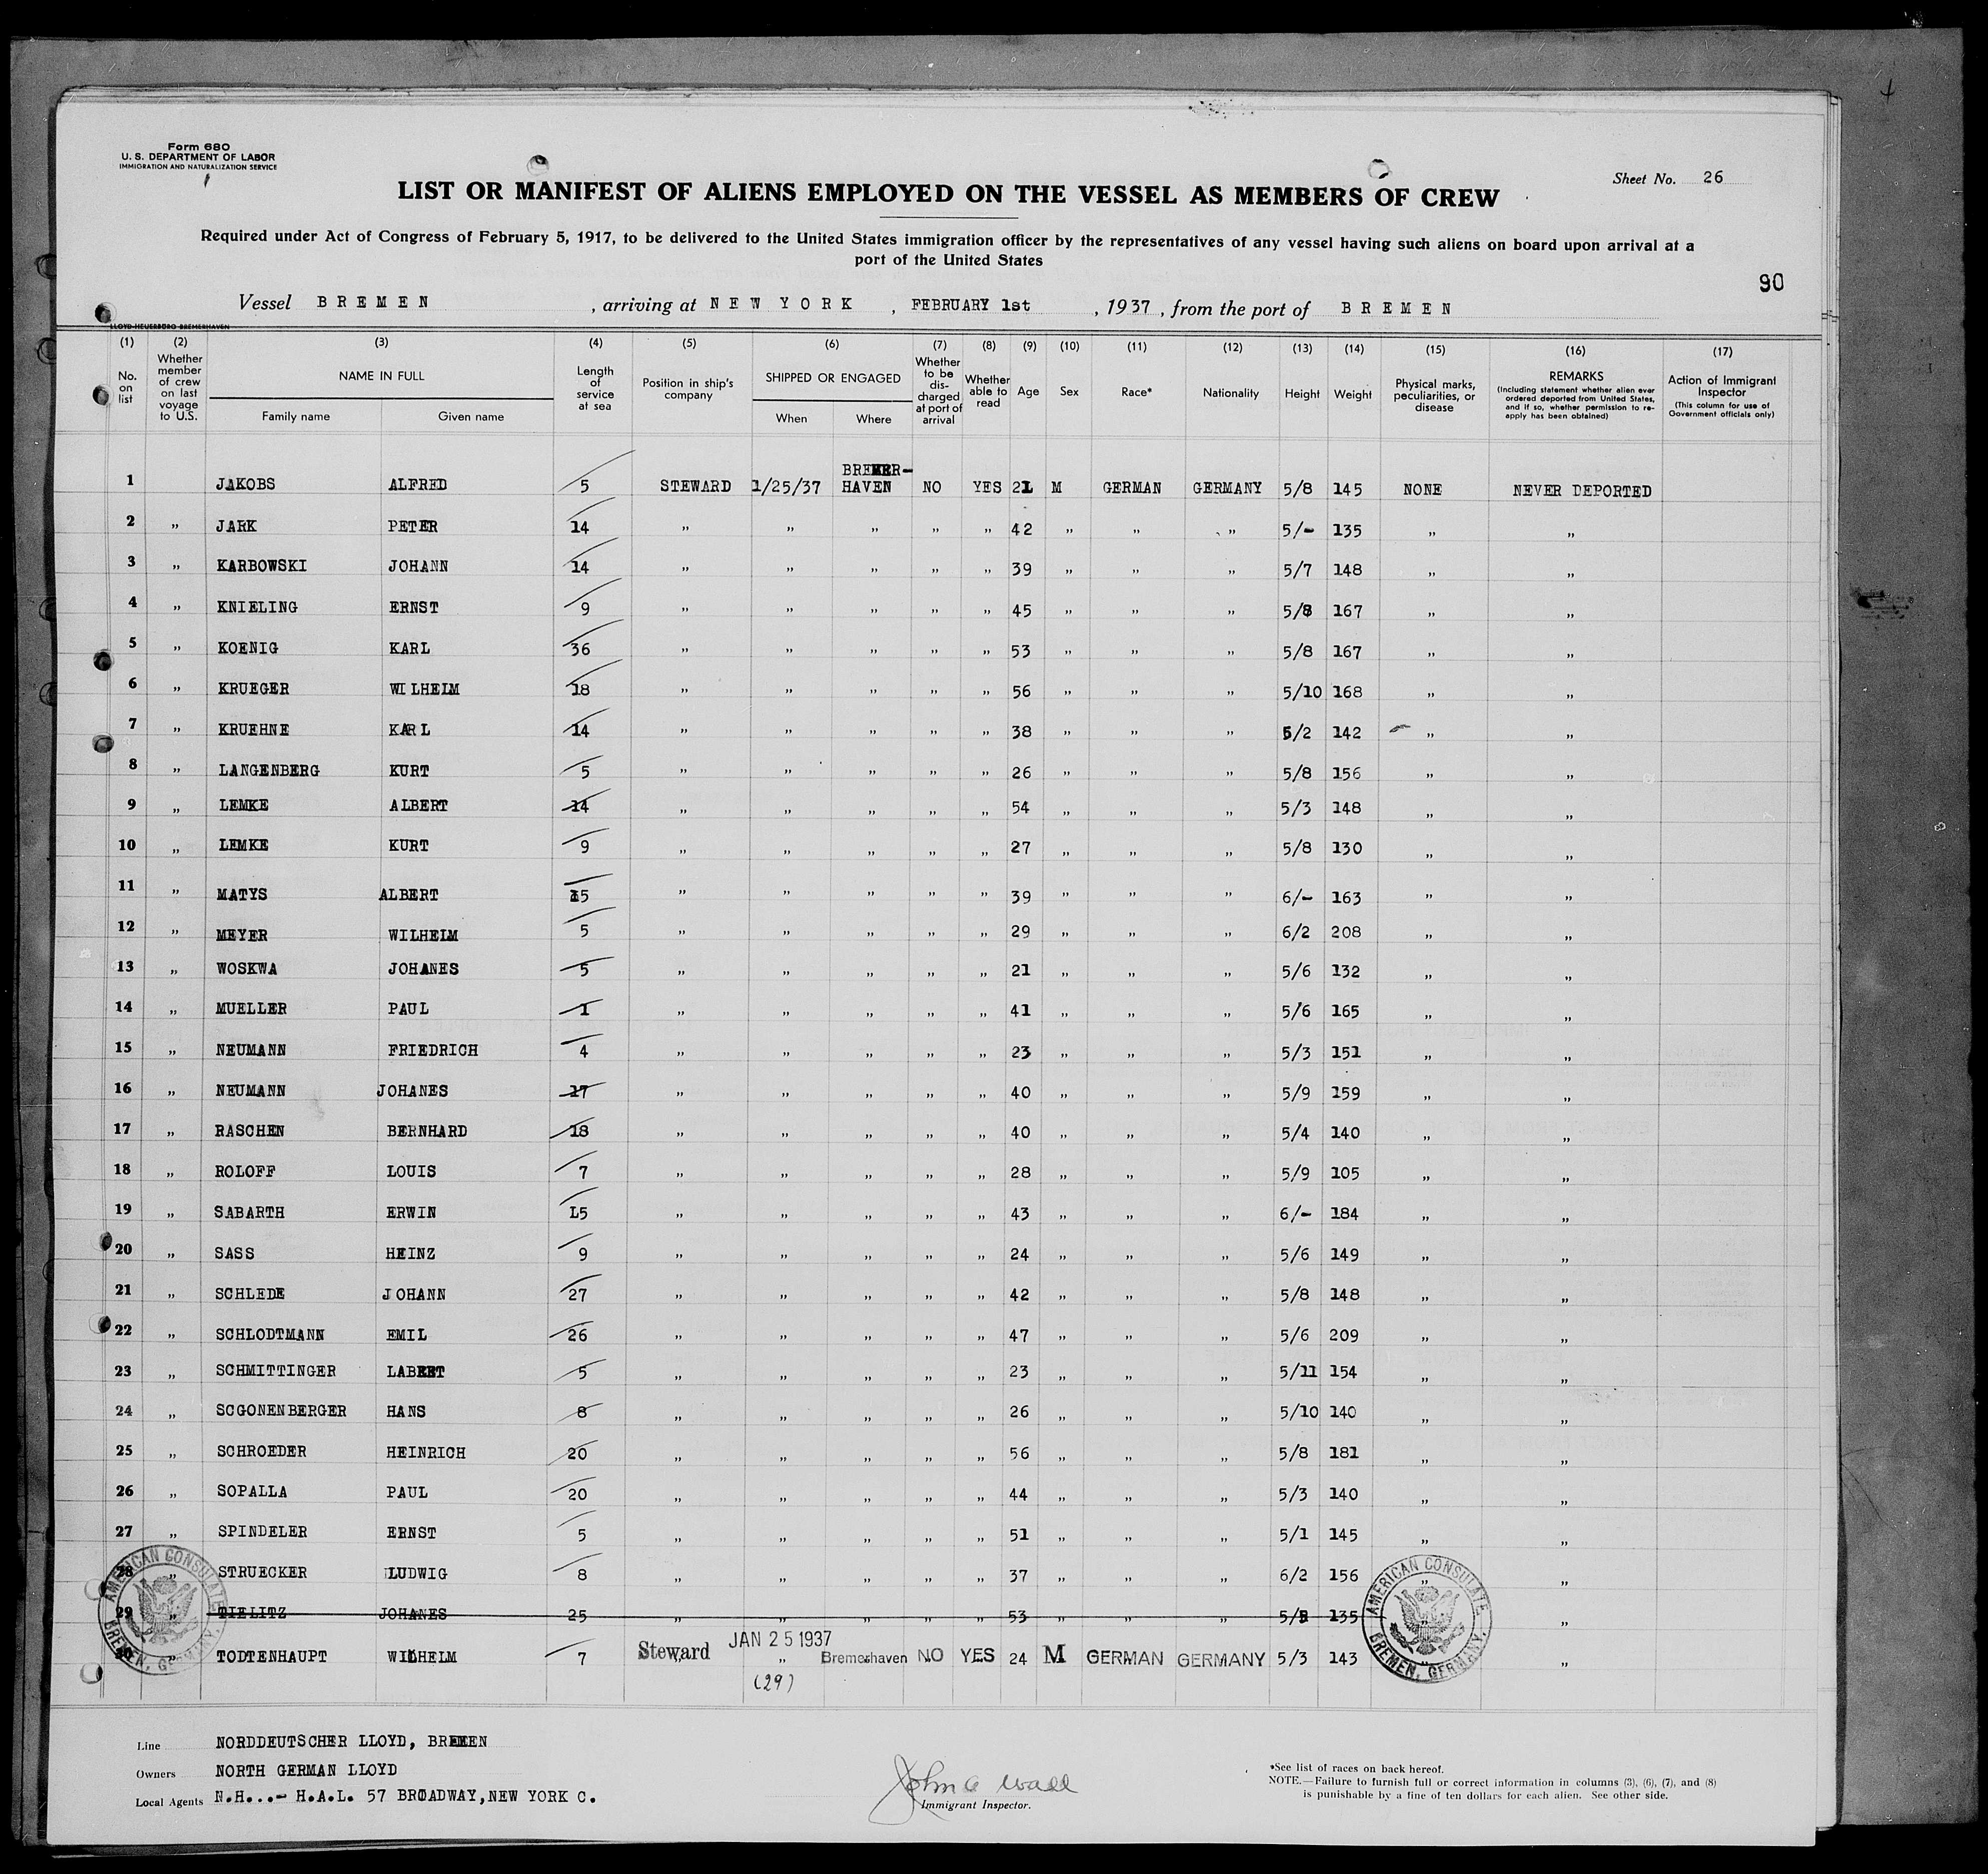 Form 680
U. S. DEPARTMENT OF LABOR
IMMIGRATION AND NATURALIZATION SERVICE
Sheet No. 26
LIST OR MANIFEST OF ALIENS EMPLOYED ON THE VESSEL AS MEMBERS OF CREW
Required under Act of Congress of February 5, 1917, to be delivered to the United States immigration officer by the representatives of any vessel having such aliens on board upon arrival at a
port of the United States
90
Vessel BREMEN , arriving at NEW YORK , FEBRUARY 1st , 1937 , from the port of BREMEN
LLOYD-HEUERBÜRO BREMERHAVEN
(1) No. on list
(2) Whether member of crew on last voyage to U.S.
(3) NAME IN FULL Family name Given name
(4) Length of service at sea
(5) Position in ship's company
(6) SHIPPED OR ENGAGED When Where
(7) Whether to be dis-charged at port of arrival
(8) Whether able to read
(9) Age
(10) Sex
(11) Race*
(12) Nationality
(13) Height
(14) Weight
(15) Physical marks, peculiarities, or disease
(16) REMARKS (Including statement whether alien ever ordered deported from United States, and if so, whether permission to re-apply has been obtained)
(17) Action of Immigrant Inspector (This column for use of Government officials only)
1 JAKOBS ALFRED 5 STEWARD 1/25/37 BREMER-HAVEN NO YES 21 M GERMAN GERMANY 5/8 145 NONE NEVER DEPORTED
2 „ JARK PETER 14 „ „ „ „ „ 42 „ „ „ 5/- 135 „ „
3 „ KARBOWSKI JOHANN 14 „ „ „ „ „ 39 „ „ „ 5/7 148 „ „
4 „ KNIELING ERNST 9 „ „ „ „ „ 45 „ „ „ 5/8 167 „ „
5 „ KOENIG KARL 36 „ „ „ „ „ 53 „ „ „ 5/8 167 „ „
6 „ KRUEGER WILHELM 18 „ „ „ „ „ 56 „ „ „ 5/10 168 „ „
7 „ KRUEHNE KARL 14 „ „ „ „ „ 38 „ „ „ 5/2 142 „ „
8 „ LANGENBERG KURT 5 „ „ „ „ „ 26 „ „ „ 5/8 156 „ „
9 „ LEMKE ALBERT 14 „ „ „ „ „ 54 „ „ „ 5/3 148 „ „
10 „ LEMKE KURT 9 „ „ „ „ „ 27 „ „ „ 5/8 130 „ „
11 „ MATYS ALBERT 15 „ „ „ „ „ 39 „ „ „ 6/- 163 „ „
12 „ MEYER WILHELM 5 „ „ „ „ „ 29 „ „ „ 6/2 208 „ „
13 „ WOSKWA JOHANES 5 „ „ „ „ „ 21 „ „ „ 5/6 132 „ „
14 „ MUELLER PAUL 1 „ „ „ „ „ 41 „ „ „ 5/6 165 „ „
15 „ NEUMANN FRIEDRICH 4 „ „ „ „ „ 23 „ „ „ 5/3 151 „ „
16 „ NEUMANN JOHANES 17 „ „ „ „ „ 40 „ „ „ 5/9 159 „ „
17 „ RASCHEN BERNHARD 18 „ „ „ „ „ 40 „ „ „ 5/4 140 „ „
18 „ ROLOFF LOUIS 7 „ „ „ „ „ 28 „ „ „ 5/9 105 „ „
19 „ SABARTH ERWIN L5 „ „ „ „ „ 43 „ „ „ 6/- 184 „ „
20 „ SASS HEINZ 9 „ „ „ „ „ 24 „ „ „ 5/6 149 „ „
21 „ SCHLEDE JOHANN 27 „ „ „ „ „ 42 „ „ „ 5/8 148 „ „
22 „ SCHLODTMANN EMIL 26 „ „ „ „ „ 47 „ „ „ 5/6 209 „ „
23 „ SCHMITTINGER LABERT 5 „ „ „ „ „ 23 „ „ „ 5/11 154 „ „
24 „ SCGONENBERGER HANS 8 „ „ „ „ „ 26 „ „ „ 5/10 140 „ „
25 „ SCHROEDER HEINRICH 20 „ „ „ „ „ 56 „ „ „ 5/8 181 „ „
26 „ SOPALLA PAUL 20 „ „ „ „ „ 44 „ „ „ 5/3 140 „ „
27 „ SPINDELER ERNST 5 „ „ „ „ „ 51 „ „ „ 5/1 145 „ „
28 „ STRUECKER LUDWIG 8 „ „ „ „ „ 37 „ „ „ 6/2 156 „ „
29 „ TIELITZ JOHANES 25 „ „ „ „ „ 53 „ „ „ 135 „ „
„ TODTENHAUPT WILHELM 7 Steward JAN 25 1937 Bremerhaven NO YES 24 M GERMAN GERMANY 5/3 143 „ „
(29)
AMERICAN CONSULATE BREMEN, GERMANY.
AMERICAN CONSULATE BREMEN, GERMANY.
Line NORDDEUTSCHER LLOYD, BREMEN
Owners NORTH GERMAN LLOYD
Local Agents N.H...- H.A.L. 57 BROADWAY, NEW YORK C.
John C Wall
Immigrant Inspector.
*See list of races on back hereof.
NOTE.—Failure to furnish full or correct information in columns (3), (6), (7), and (8)
is punishable by a fine of ten dollars for each alien. See other side.